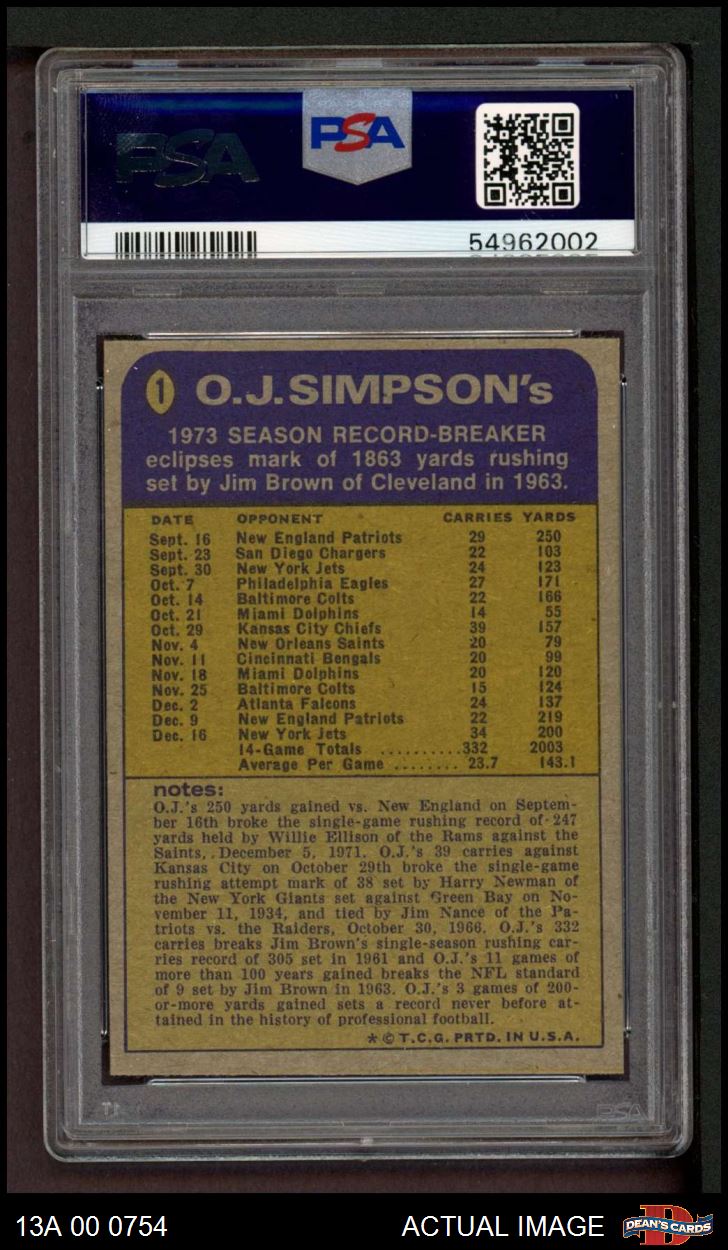 PSA
PSA
54962002
1 O.J. SIMPSON's
1973 SEASON RECORD-BREAKER
eclipses mark of 1863 yards rushing
set by Jim Brown of Cleveland in 1963.
DATE OPPONENT CARRIES YARDS
Sept. 16 New England Patriots 29 250
Sept. 23 San Diego Chargers 22 103
Sept. 30 New York Jets 24 123
Oct. 7 Philadelphia Eagles 27 171
Oct. 14 Baltimore Colts 22 166
Oct. 21 Miami Dolphins 14 55
Oct. 29 Kansas City Chiefs 39 157
Nov. 4 New Orleans Saints 20 79
Nov. 11 Cincinnati Bengals 20 99
Nov. 18 Miami Dolphins 20 120
Nov. 25 Baltimore Colts 15 124
Dec. 2 Atlanta Falcons 24 137
Dec. 9 New England Patriots 22 219
Dec. 16 New York Jets 34 200
14-Game Totals ..........332 2003
Average Per Game ........ 23.7 143.1
notes:
O.J.'s 250 yards gained vs. New England on Septem-
ber 16th broke the single-game rushing record of 247
yards held by Willie Ellison of the Rams against the
Saints, December 5, 1971. O.J.'s 39 carries against
Kansas City on October 29th broke the single-game
rushing attempt mark of 38 set by Harry Newman of
the New York Giants set against Green Bay on No-
vember 11, 1934, and tied by Jim Nance of the Pa-
triots vs. the Raiders, October 30, 1966. O.J.'s 332
carries breaks Jim Brown's single-season rushing car-
ries record of 305 set in 1961 and O.J.'s 11 games of
more than 100 years gained breaks the NFL standard
of 9 set by Jim Brown in 1963. O.J.'s 3 games of 200-
or-more yards gained sets a record never before at-
tained in the history of professional football.
* © T.C.G. PRTD. IN U.S.A.
PSA
13A 00 0754 ACTUAL IMAGE DEAN'S CARDS